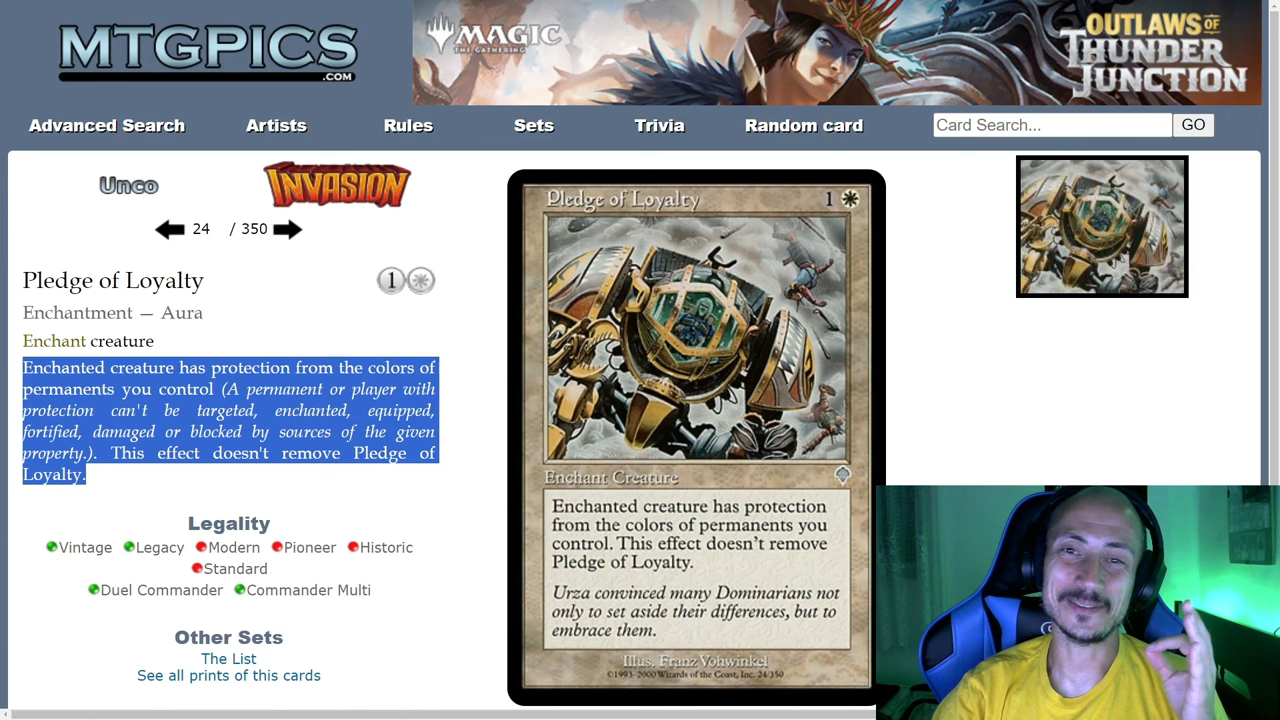 MTGPICS
.COM
MAGIC
THE GATHERING
OUTLAWS OF
THUNDER
JUNCTION
Advanced Search
Artists
Rules
Sets
Trivia
Random card
Card Search...
GO
Unco
INVASION
24 / 350
Pledge of Loyalty
1
Enchantment — Aura
Enchant creature
Enchanted creature has protection from the colors of
permanents you control (A permanent or player with
protection can't be targeted, enchanted, equipped,
fortified, damaged or blocked by sources of the given
property.). This effect doesn't remove Pledge of
Loyalty.
Legality
Vintage Legacy Modern Pioneer Historic
Standard
Duel Commander Commander Multi
Other Sets
The List
See all prints of this cards
Pledge of Loyalty 1
Enchant Creature
Enchanted creature has protection
from the colors of permanents you
control. This effect doesn't remove
Pledge of Loyalty.
Urza convinced many Dominarians not
only to set aside their differences, but to
embrace them.
Illus. Franz Vohwinkel
©1993-2000 Wizards of the Coast, Inc. 24/350